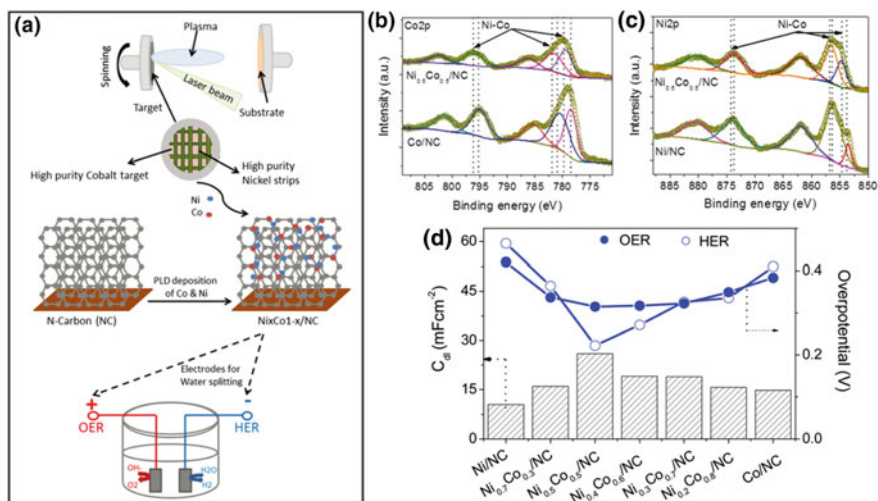 (a)
Plasma
Spinning
Laser beam
Target
Substrate
High purity Cobalt target
High purity
Nickel strips
Ni
Co
PLD deposition
of Co & Ni
N-Carbon (NC)
NixCo1-x/NC
Electrodes for
Water splitting
+
OER
-
HER
OH-
O2
H2O
H2
(b)
Co2p
Ni-Co
Ni0.5Co0.5/NC
Co/NC
Intensity (a.u.)
805 800 795 790 785 780 775
Binding energy (eV)
(c)
Ni2p
Ni-Co
Ni0.5Co0.5/NC
Ni/NC
Intensity (a.u.)
885 880 875 870 865 860 855 850
Binding energy (eV)
(d)
OER
HER
Cdl (mFcm-2)
60
45
30
15
0
Overpotential (V)
0.4
0.2
0.0
Ni/NC
Ni0.7Co0.3/NC
Ni0.5Co0.5/NC
Ni0.4Co0.6/NC
Ni0.3Co0.7/NC
Ni0.2Co0.8/NC
Co/NC